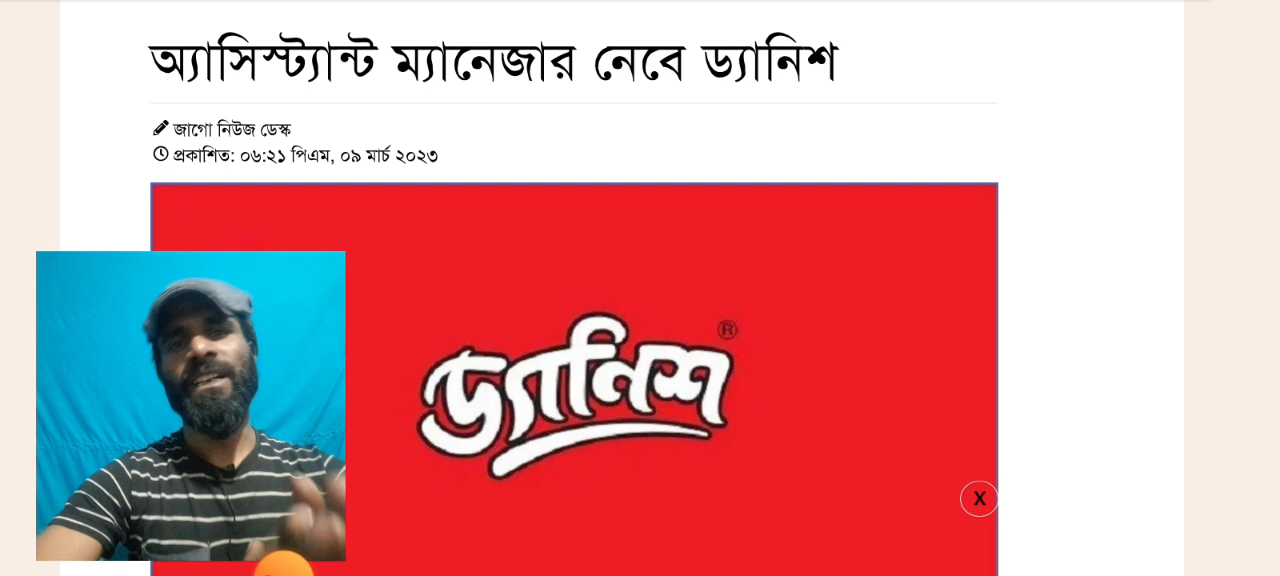 অ্যাসিস্ট্যান্ট ম্যানেজার নেবে ড্যানিশ
জাগো নিউজ ডেস্ক
প্রকাশিত: ০৬:২১ পিএম, ০৯ মার্চ ২০২৩
ড্যানিশ ®
X